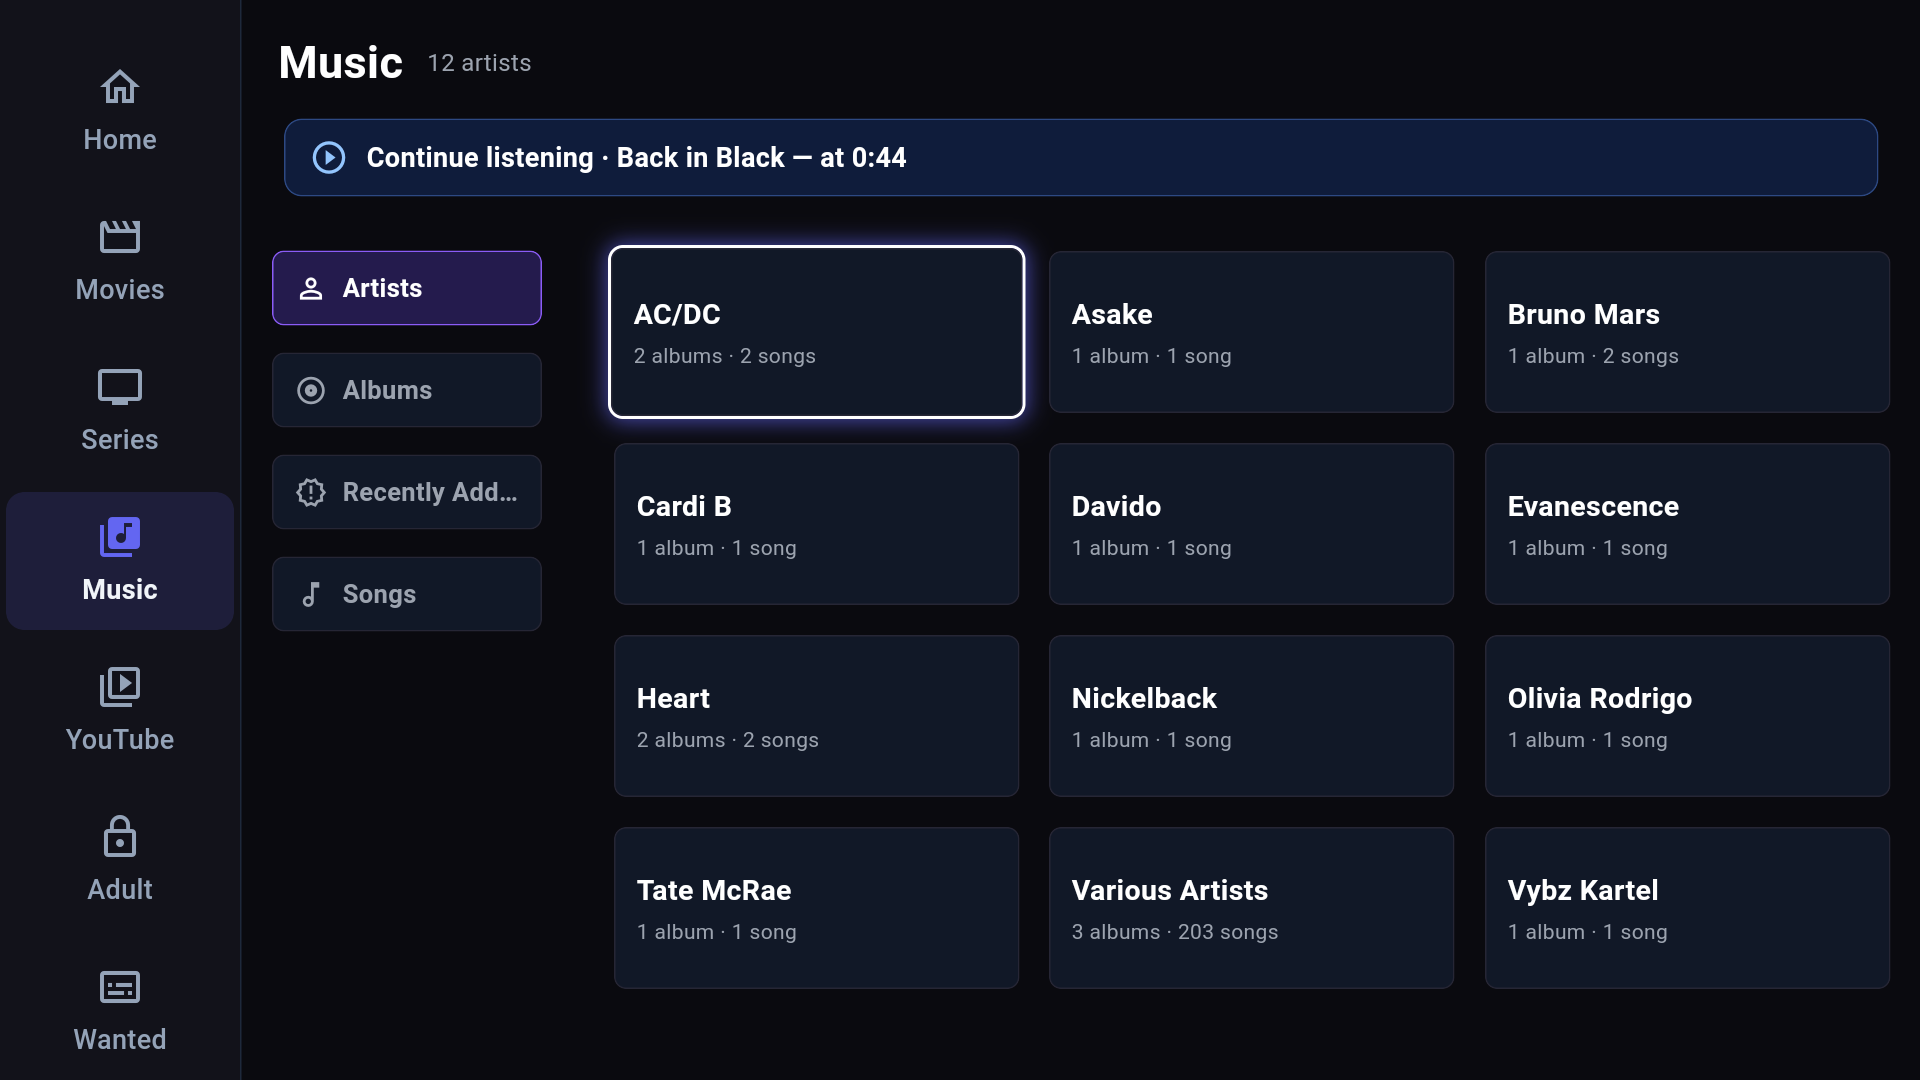 Home
Movies
Series
Music
YouTube
Adult
Wanted
Music 12 artists
Continue listening · Back in Black — at 0:44
Artists
Albums
Recently Add...
Songs
AC/DC
2 albums · 2 songs
Asake
1 album · 1 song
Bruno Mars
1 album · 2 songs
Cardi B
1 album · 1 song
Davido
1 album · 1 song
Evanescence
1 album · 1 song
Heart
2 albums · 2 songs
Nickelback
1 album · 1 song
Olivia Rodrigo
1 album · 1 song
Tate McRae
1 album · 1 song
Various Artists
3 albums · 203 songs
Vybz Kartel
1 album · 1 song